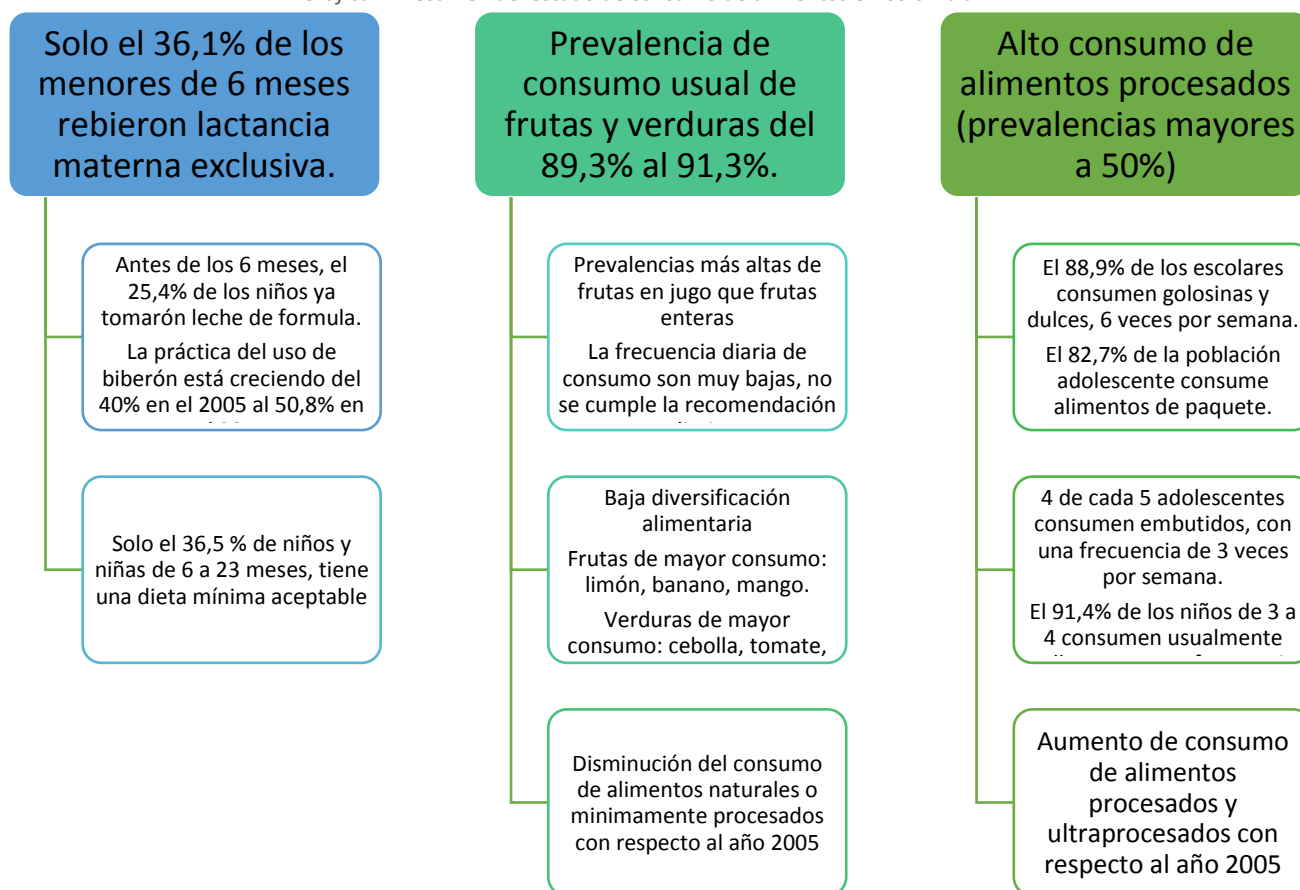 Solo el 36,1% de los
menores de 6 meses
rebieron lactancia
materna exclusiva.
Antes de los 6 meses, el
25,4% de los niños ya
tomarón leche de formula.
La práctica del uso de
biberón está creciendo del
40% en el 2005 al 50,8% en
Solo el 36,5 % de niños y
niñas de 6 a 23 meses, tiene
una dieta mínima aceptable
Prevalencia de
consumo usual de
frutas y verduras del
89,3% al 91,3%.
Prevalencias más altas de
frutas en jugo que frutas
enteras
La frecuencia diaria de
consumo son muy bajas, no
se cumple la recomendación
Baja diversificación
alimentaria
Frutas de mayor consumo:
limón, banano, mango.
Verduras de mayor
consumo: cebolla, tomate,
Disminución del consumo
de alimentos naturales o
minimamente procesados
con respecto al año 2005
Alto consumo de
alimentos procesados
(prevalencias mayores
a 50%)
El 88,9% de los escolares
consumen golosinas y
dulces, 6 veces por semana.
El 82,7% de la población
adolescente consume
alimentos de paquete.
4 de cada 5 adolescentes
consumen embutidos, con
una frecuencia de 3 veces
por semana.
El 91,4% de los niños de 3 a
4 consumen usualmente
Aumento de consumo
de alimentos
procesados y
ultraprocesados con
respecto al año 2005